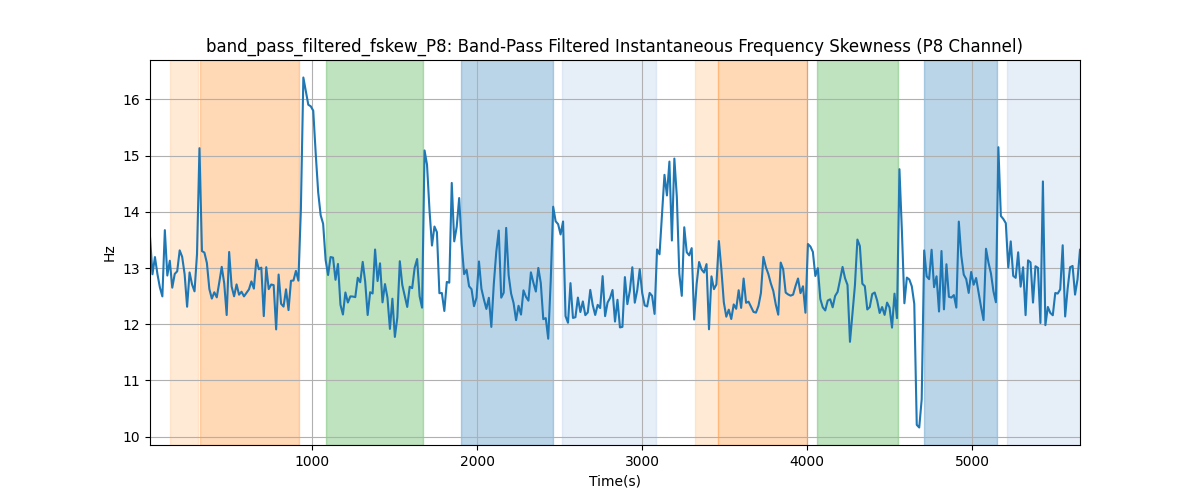 band_pass_filtered_fskew_P8: Band-Pass Filtered Instantaneous Frequency Skewness (P8 Channel)
16
15
14
13
12
11
10
Hz
1000 2000 3000 4000 5000
Time(s)